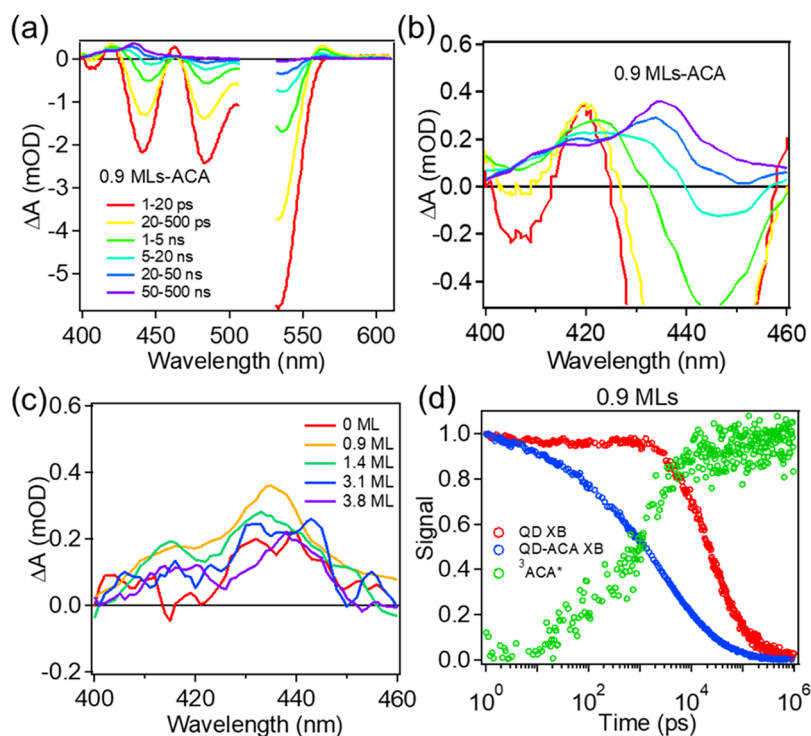 (a)
0
-1
-2
-3
-4
-5
ΔA (mOD)
0.9 MLs-ACA
1-20 ps
20-500 ps
1-5 ns
5-20 ns
20-50 ns
50-500 ns
400 450 500 550 600
Wavelength (nm)
(b)
0.6
0.4
0.2
0.0
-0.2
-0.4
ΔA (mOD)
0.9 MLs-ACA
400 420 440 460
Wavelength (nm)
(c)
0.6
0.4
0.2
0.0
-0.2
ΔA (mOD)
0 ML
0.9 ML
1.4 ML
3.1 ML
3.8 ML
400 420 440 460
Wavelength (nm)
(d)
0.9 MLs
1.0
0.8
0.6
0.4
0.2
0.0
Signal
QD XB
QD-ACA XB
³ACA*
10⁰ 10² 10⁴ 10⁶
Time (ps)